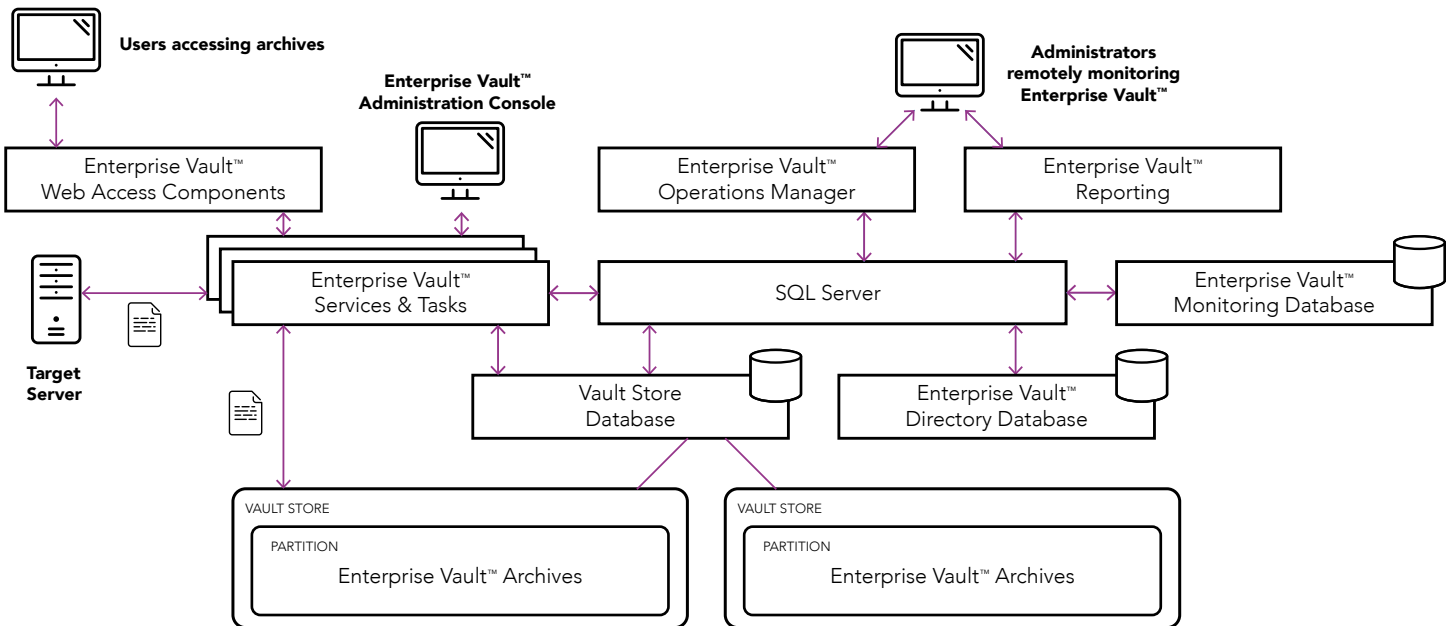 Users accessing archives
Enterprise Vault™
Administration Console
Administrators
remotely monitoring
Enterprise Vault™
Enterprise Vault™
Web Access Components
Enterprise Vault™
Operations Manager
Enterprise Vault™
Reporting
Enterprise Vault™
Services & Tasks
SQL Server
Enterprise Vault™
Monitoring Database
Target
Server
Vault Store
Database
Enterprise Vault™
Directory Database
VAULT STORE
PARTITION
Enterprise Vault™ Archives
VAULT STORE
PARTITION
Enterprise Vault™ Archives